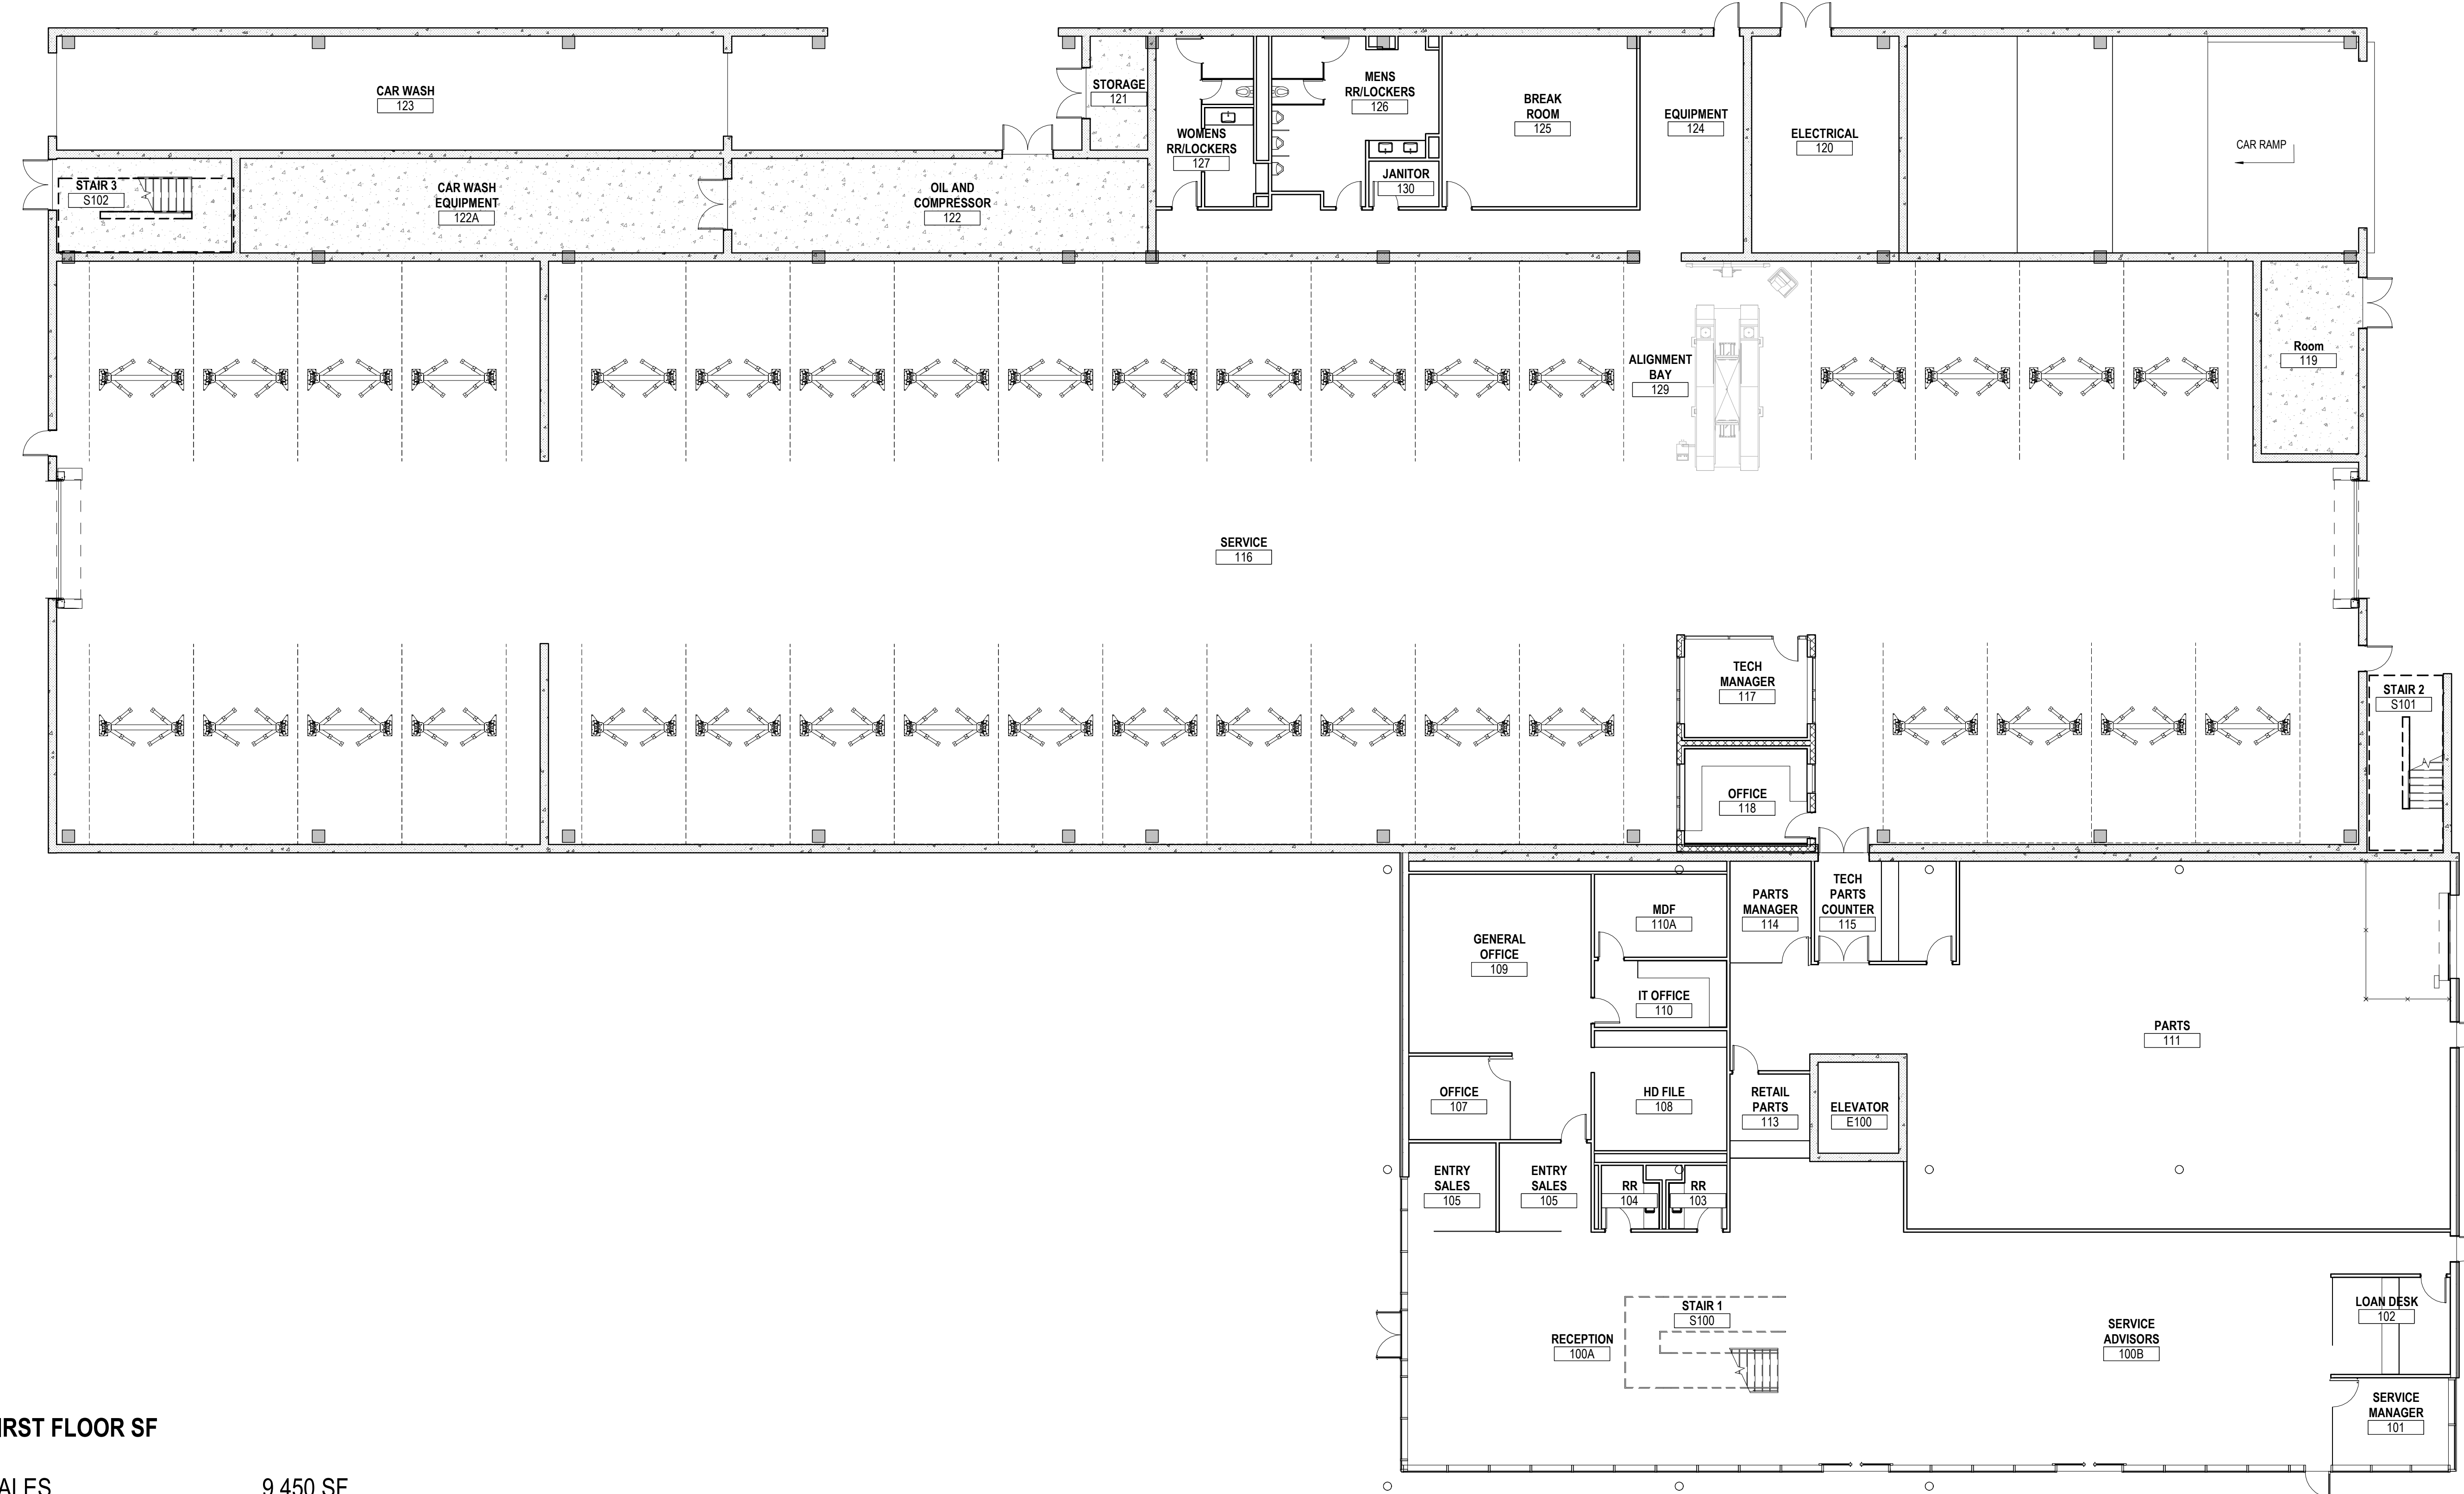 CAR WASH
123
STORAGE
121
MENS
RR/LOCKERS
126
BREAK
ROOM
125
EQUIPMENT
124
ELECTRICAL
120
CAR RAMP
WOMENS
RR/LOCKERS
127
JANITOR
130
STAIR 3
S102
CAR WASH
EQUIPMENT
122A
OIL AND
COMPRESSOR
122
ALIGNMENT
BAY
129
Room
119
SERVICE
116
TECH
MANAGER
117
STAIR 2
S101
OFFICE
118
GENERAL
OFFICE
109
MDF
110A
PARTS
MANAGER
114
TECH
PARTS
COUNTER
115
IT OFFICE
110
PARTS
111
OFFICE
107
HD FILE
108
RETAIL
PARTS
113
ELEVATOR
E100
ENTRY
SALES
105
ENTRY
SALES
105
RR
104
RR
103
STAIR 1
S100
RECEPTION
100A
SERVICE
ADVISORS
100B
LOAN DESK
102
SERVICE
MANAGER
101
IRST FLOOR SF
ALES 9,450 SF